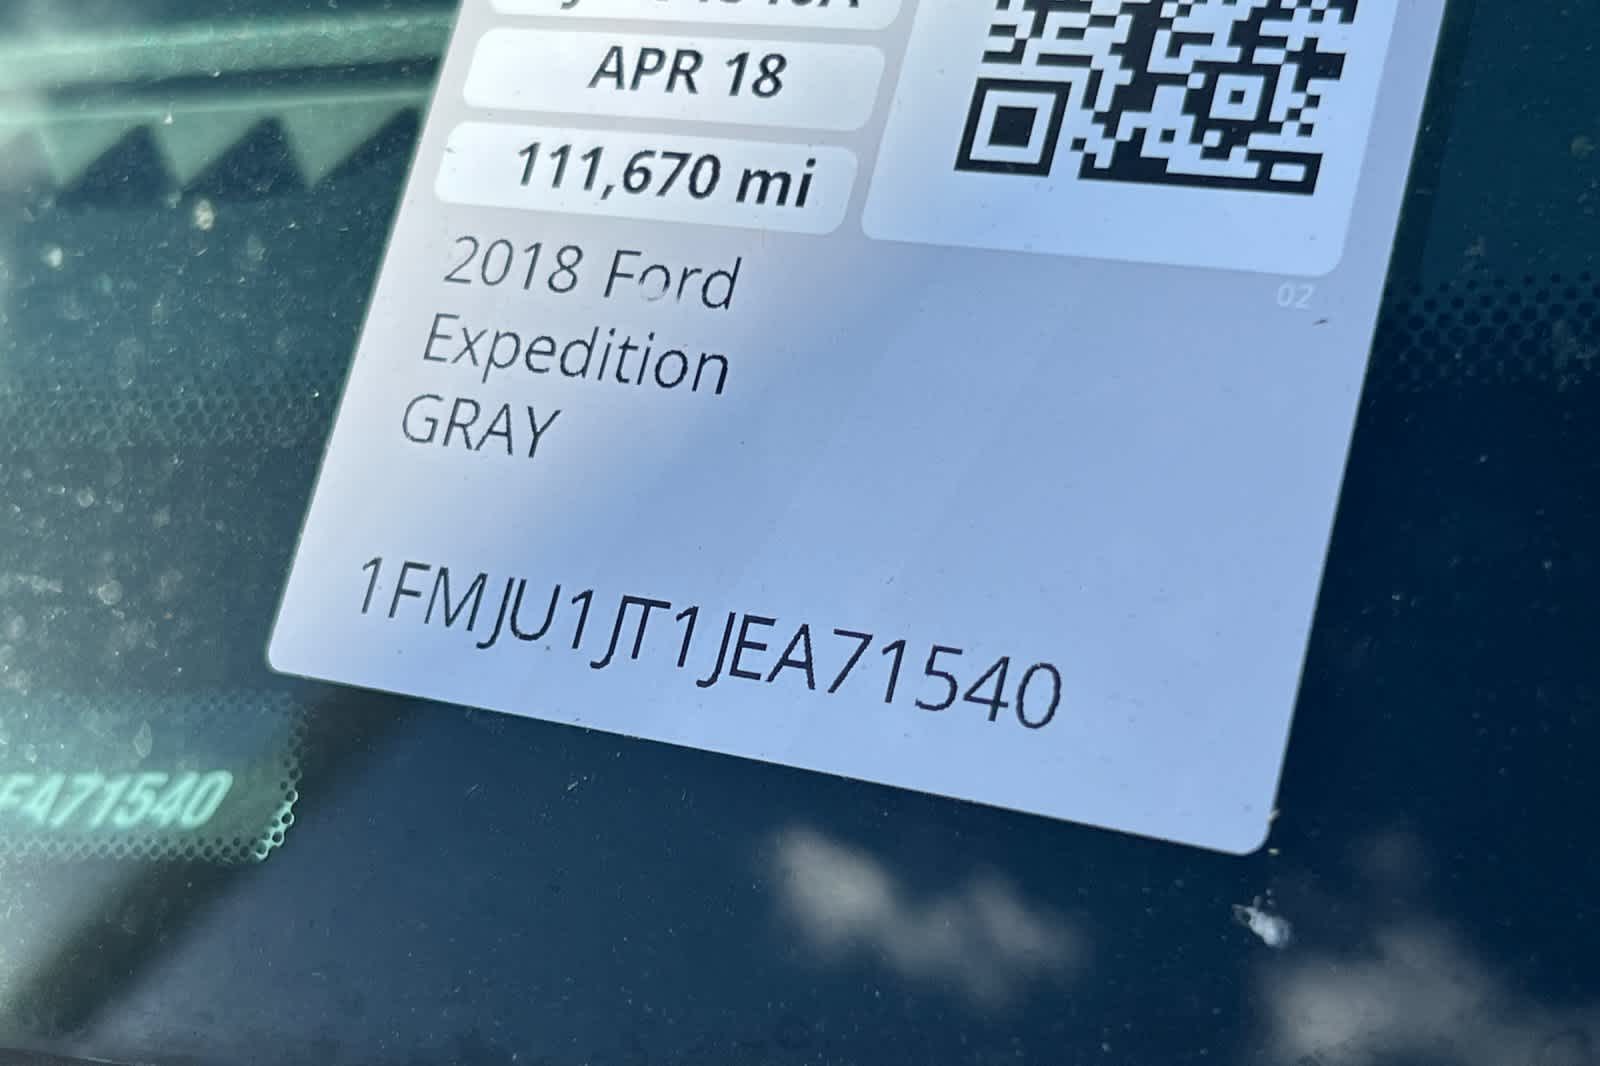 APR 18
111,670 mi
2018 Ford
02
Expedition
GRAY
1FMJU1JT1JEA71540
EA71540